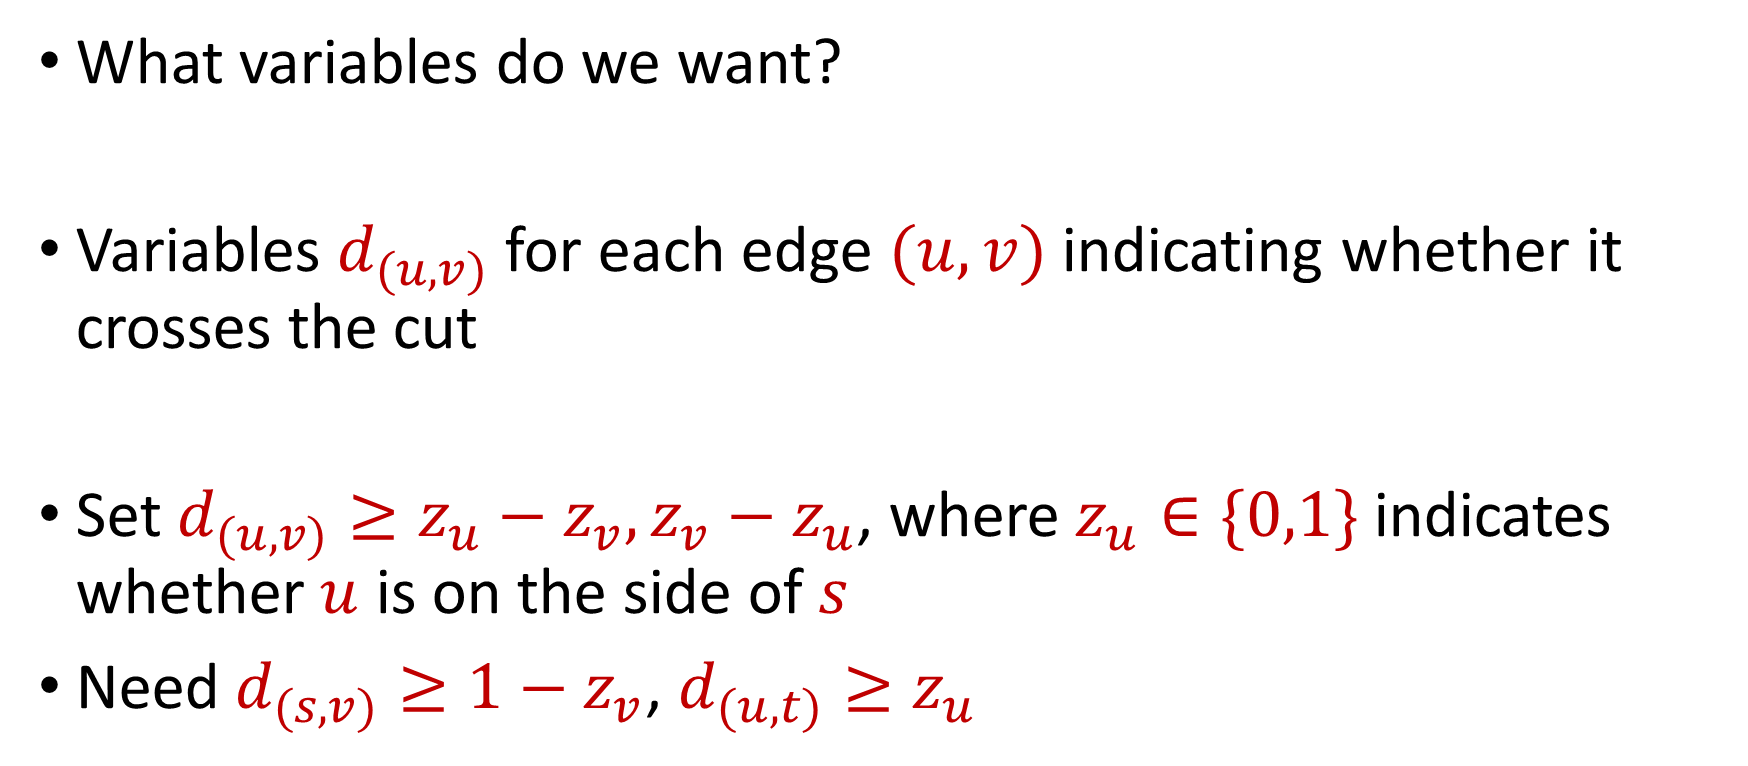 • What variables do we want?
• Variables d_(u,v) for each edge (u, v) indicating whether it
crosses the cut
• Set d_(u,v) ≥ z_u − z_v, z_v − z_u, where z_u ∈ {0,1} indicates
whether u is on the side of s
• Need d_(s,v) ≥ 1 − z_v, d_(u,t) ≥ z_u